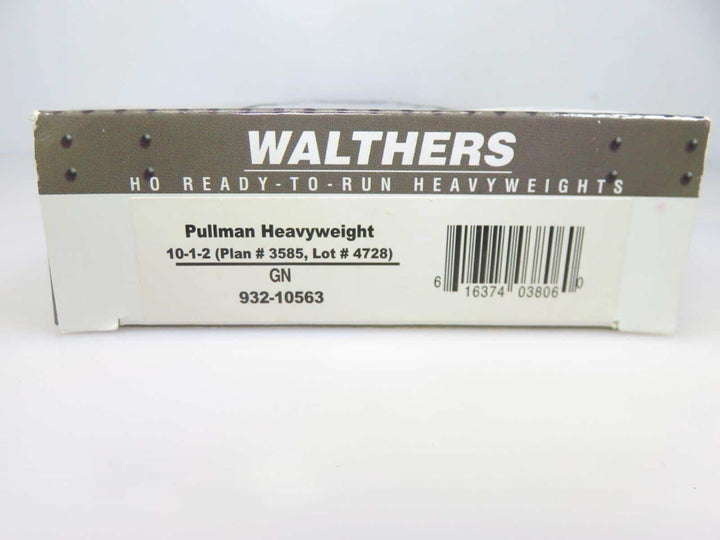 WALTHERS
HO READY-TO-RUN HEAVYWEIGHTS
Pullman Heavyweight
10-1-2 (Plan # 3585, Lot # 4728)
GN
932-10563
6 16374 03806 0